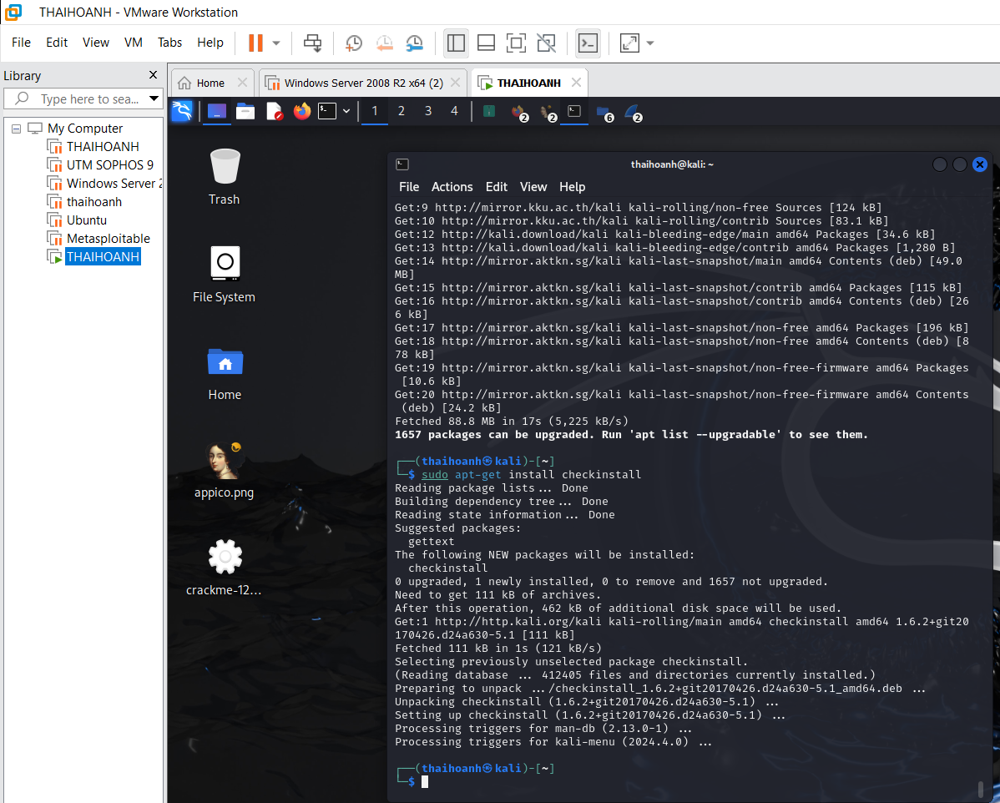 THAIHOANH - VMware Workstation
File Edit View VM Tabs Help
Library
Type here to sea...
My Computer
THAIHOANH
UTM SOPHOS 9
Windows Server 2
thaihoanh
Ubuntu
Metasploitable
THAIHOANH
Home
Windows Server 2008 R2 x64 (2)
THAIHOANH
1 2 3 4
2 2 6 2
Trash
File System
Home
appico.png
crackme-12...
thaihoanh@kali: ~
File Actions Edit View Help
Get:9 http://mirror.kku.ac.th/kali kali-rolling/non-free Sources [124 kB]
Get:10 http://mirror.kku.ac.th/kali kali-rolling/contrib Sources [83.1 kB]
Get:12 http://kali.download/kali kali-bleeding-edge/main amd64 Packages [34.6 kB]
Get:13 http://kali.download/kali kali-bleeding-edge/contrib amd64 Packages [1,280 B]
Get:14 http://mirror.aktkn.sg/kali kali-last-snapshot/main amd64 Contents (deb) [49.0
MB]
Get:15 http://mirror.aktkn.sg/kali kali-last-snapshot/contrib amd64 Packages [115 kB]
Get:16 http://mirror.aktkn.sg/kali kali-last-snapshot/contrib amd64 Contents (deb) [26
6 kB]
Get:17 http://mirror.aktkn.sg/kali kali-last-snapshot/non-free amd64 Packages [196 kB]
Get:18 http://mirror.aktkn.sg/kali kali-last-snapshot/non-free amd64 Contents (deb) [8
78 kB]
Get:19 http://mirror.aktkn.sg/kali kali-last-snapshot/non-free-firmware amd64 Packages
[10.6 kB]
Get:20 http://mirror.aktkn.sg/kali kali-last-snapshot/non-free-firmware amd64 Contents
(deb) [24.2 kB]
Fetched 88.8 MB in 17s (5,225 kB/s)
1657 packages can be upgraded. Run 'apt list --upgradable' to see them.
┌──(thaihoanh㉿kali)-[~]
└─$ sudo apt-get install checkinstall
Reading package lists... Done
Building dependency tree... Done
Reading state information... Done
Suggested packages:
gettext
The following NEW packages will be installed:
checkinstall
0 upgraded, 1 newly installed, 0 to remove and 1657 not upgraded.
Need to get 111 kB of archives.
After this operation, 462 kB of additional disk space will be used.
Get:1 http://http.kali.org/kali kali-rolling/main amd64 checkinstall amd64 1.6.2+git20
170426.d24a630-5.1 [111 kB]
Fetched 111 kB in 1s (121 kB/s)
Selecting previously unselected package checkinstall.
(Reading database ... 412405 files and directories currently installed.)
Preparing to unpack .../checkinstall_1.6.2+git20170426.d24a630-5.1_amd64.deb ...
Unpacking checkinstall (1.6.2+git20170426.d24a630-5.1) ...
Setting up checkinstall (1.6.2+git20170426.d24a630-5.1) ...
Processing triggers for man-db (2.13.0-1) ...
Processing triggers for kali-menu (2024.4.0) ...
┌──(thaihoanh㉿kali)-[~]
└─$